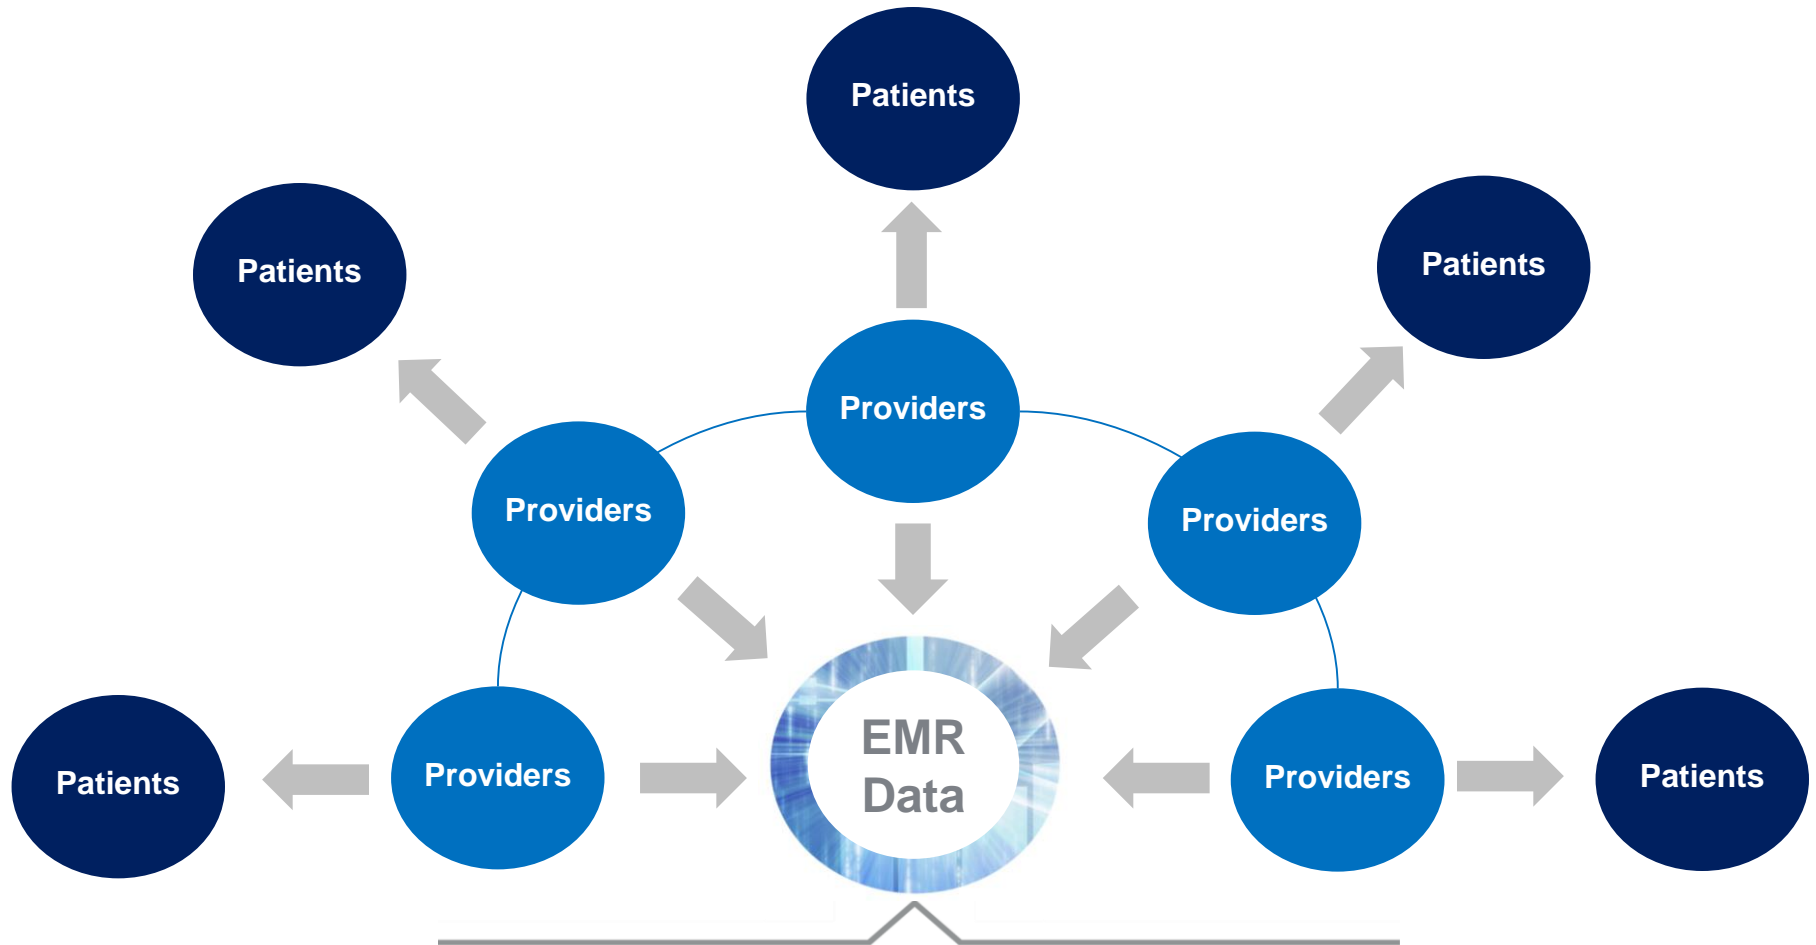 Patients
Patients
Patients
Providers
Providers
Providers
Patients
Providers
EMR
Data
Providers
Patients